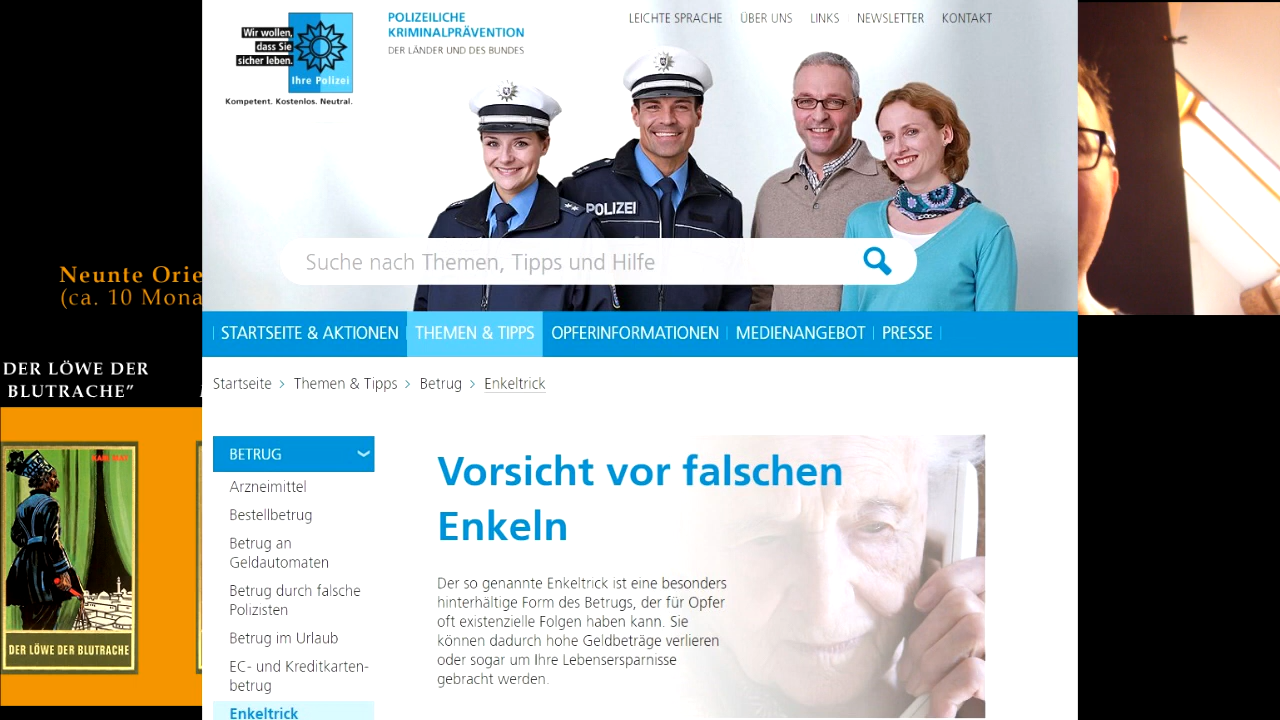 Wir wollen,
dass Sie
sicher leben.
Ihre Polizei
Kompetent. Kostenlos. Neutral.
POLIZEILICHE
KRIMINALPRÄVENTION
DER LÄNDER UND DES BUNDES
LEICHTE SPRACHE ÜBER UNS LINKS NEWSLETTER KONTAKT
POLIZEI
Suche nach Themen, Tipps und Hilfe
STARTSEITE & AKTIONEN THEMEN & TIPPS OPFERINFORMATIONEN MEDIENANGEBOT PRESSE
Startseite > Themen & Tipps > Betrug > Enkeltrick
BETRUG
Arzneimittel
Bestellbetrug
Betrug an
Geldautomaten
Betrug durch falsche
Polizisten
Betrug im Urlaub
EC- und Kreditkarten-
betrug
Enkeltrick
Vorsicht vor falschen
Enkeln
Der so genannte Enkeltrick ist eine besonders
hinterhältige Form des Betrugs, der für Opfer
oft existenzielle Folgen haben kann. Sie
können dadurch hohe Geldbeträge verlieren
oder sogar um Ihre Lebensersparnisse
gebracht werden.
Neunte Orie
(ca. 10 Mona
DER LÖWE DER
BLUTRACHE”
KARL MAY
DER LÖWE DER BLUTRACHE